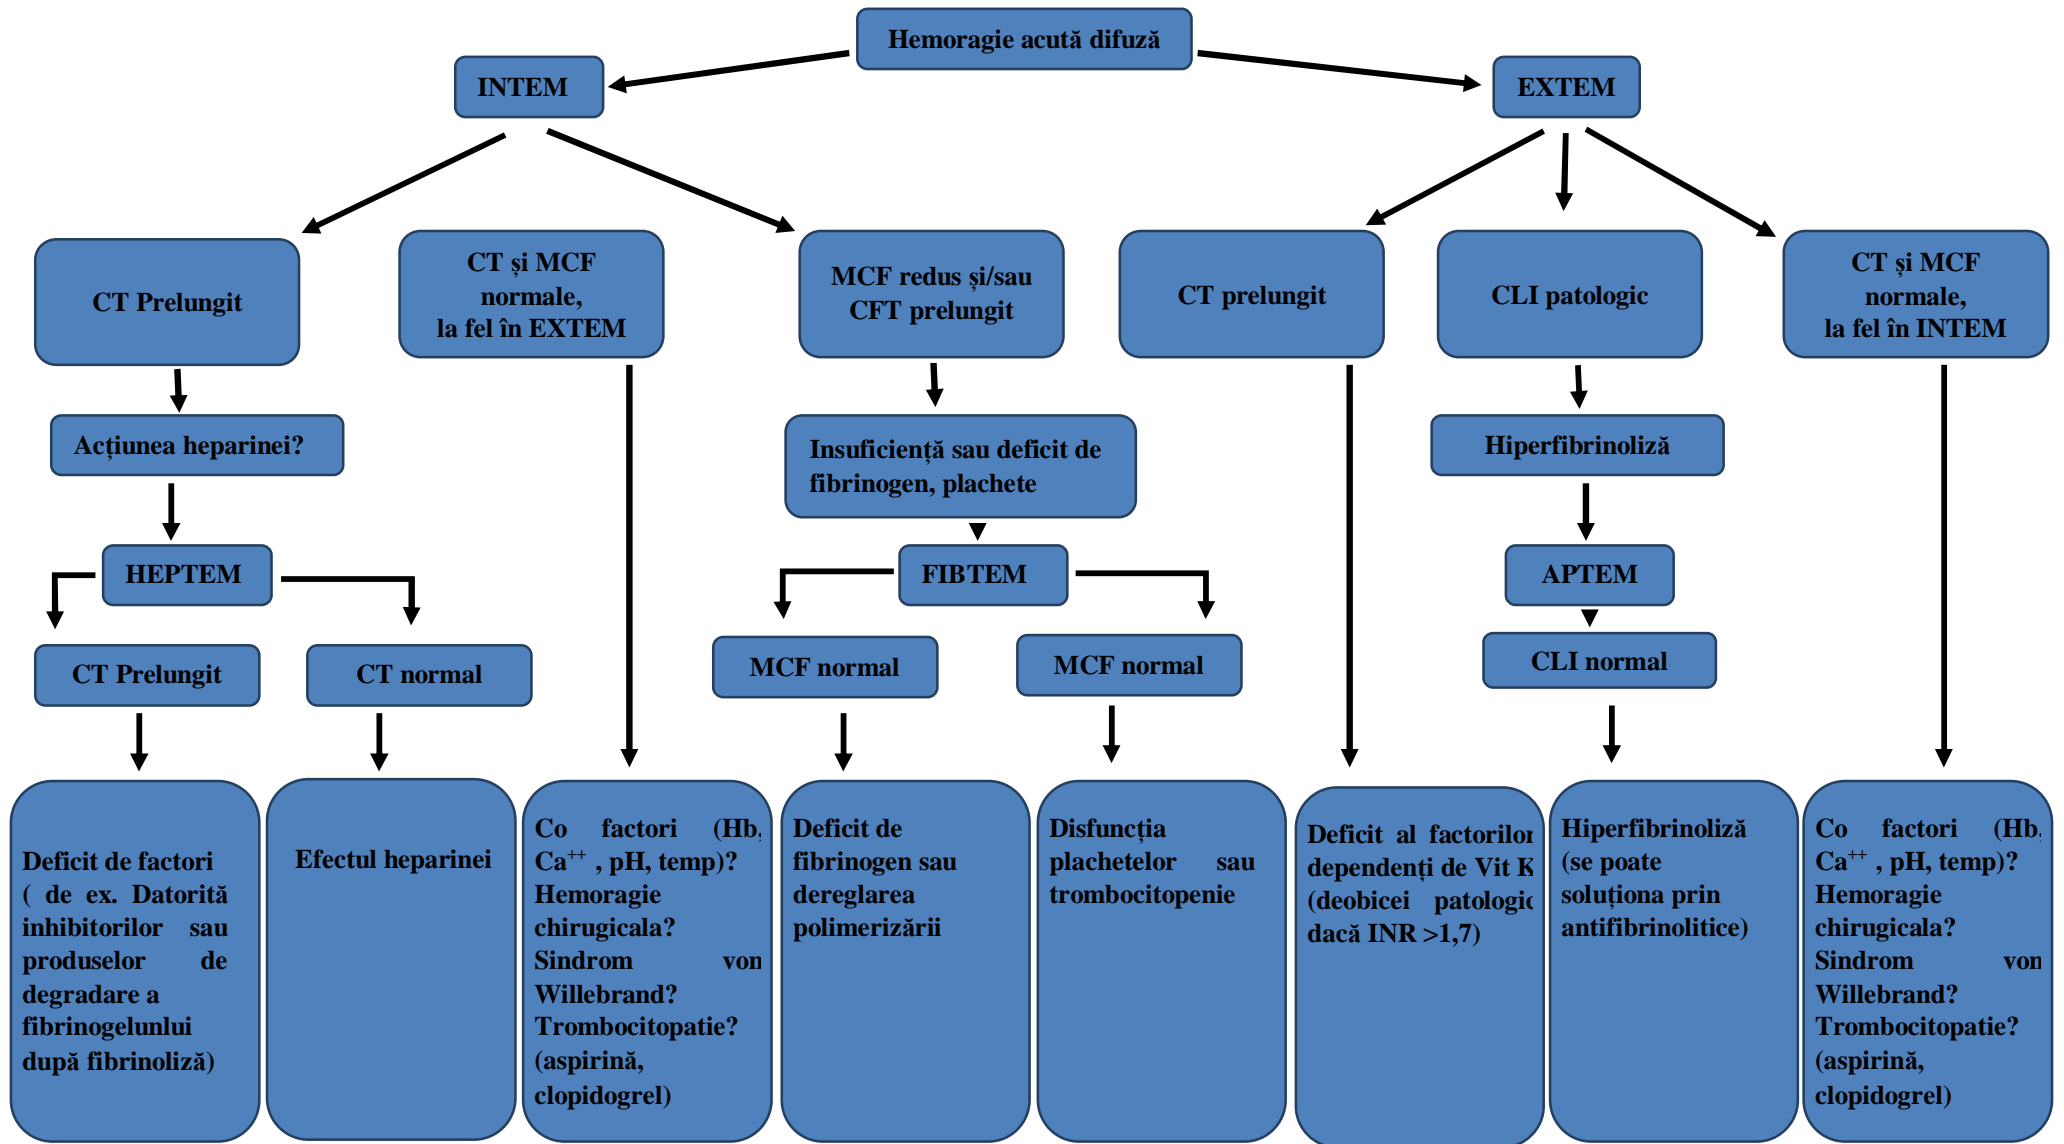 Hemoragie acută difuză
INTEM
EXTEM
CT Prelungit
CT și MCF
normale,
la fel în EXTEM
MCF redus și/sau
CFT prelungit
CT prelungit
CLI patologic
CT și MCF
normale,
la fel în INTEM
Acțiunea heparinei?
Insuficiență sau deficit de
fibrinogen, plachete
Hiperfibrinoliză
HEPTEM
FIBTEM
APTEM
CT Prelungit
CT normal
MCF normal
MCF normal
CLI normal
Deficit de factori
( de ex. Datorită
inhibitorilor sau
produselor de
degradare a
fibrinogelunlui
după fibrinoliză)
Efectul heparinei
Co factori (Hb,
Ca⁺⁺ , pH, temp)?
Hemoragie
chirugicala?
Sindrom von
Willebrand?
Trombocitopatie?
(aspirină,
clopidogrel)
Deficit de
fibrinogen sau
dereglarea
polimerizării
Disfuncția
plachetelor sau
trombocitopenie
Deficit al factorilor
dependenți de Vit K
(deobicei patologic
dacă INR >1,7)
Hiperfibrinoliză
(se poate
soluționa prin
antifibrinolitice)
Co factori (Hb,
Ca⁺⁺ , pH, temp)?
Hemoragie
chirugicala?
Sindrom von
Willebrand?
Trombocitopatie?
(aspirină,
clopidogrel)